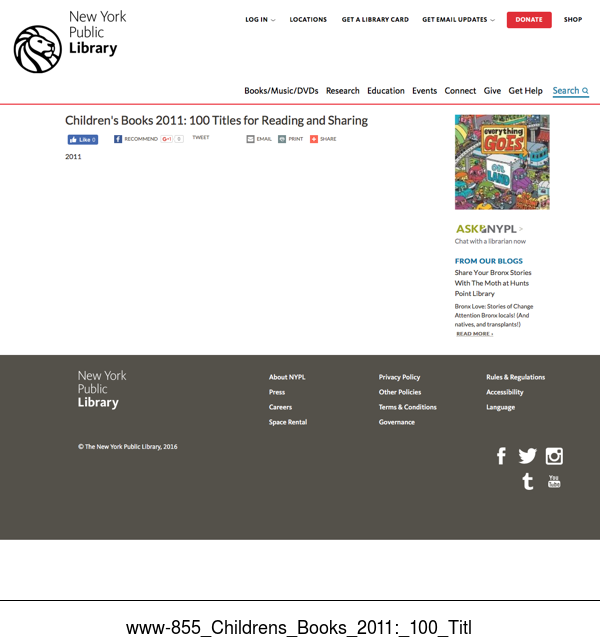 New York
Public
Library
LOG IN
LOCATIONS
GET A LIBRARY CARD
GET EMAIL UPDATES
DONATE
SHOP
Books/Music/DVDs Research Education Events Connect Give Get Help Search
Children's Books 2011: 100 Titles for Reading and Sharing
Like 0
RECOMMEND
G+1 0
TWEET
EMAIL
PRINT
SHARE
2011
everything
GOES
on
LAND
ASKNYPL >
Chat with a librarian now
FROM OUR BLOGS
Share Your Bronx Stories
With The Moth at Hunts
Point Library
Bronx Love: Stories of Change
Attention Bronx locals! (And
natives, and transplants!)
READ MORE ›
New York
Public
Library
About NYPL
Press
Careers
Space Rental
Privacy Policy
Other Policies
Terms & Conditions
Governance
Rules & Regulations
Accessibility
Language
© The New York Public Library, 2016
You
Tube
www-855_Childrens_Books_2011:_100_Titl